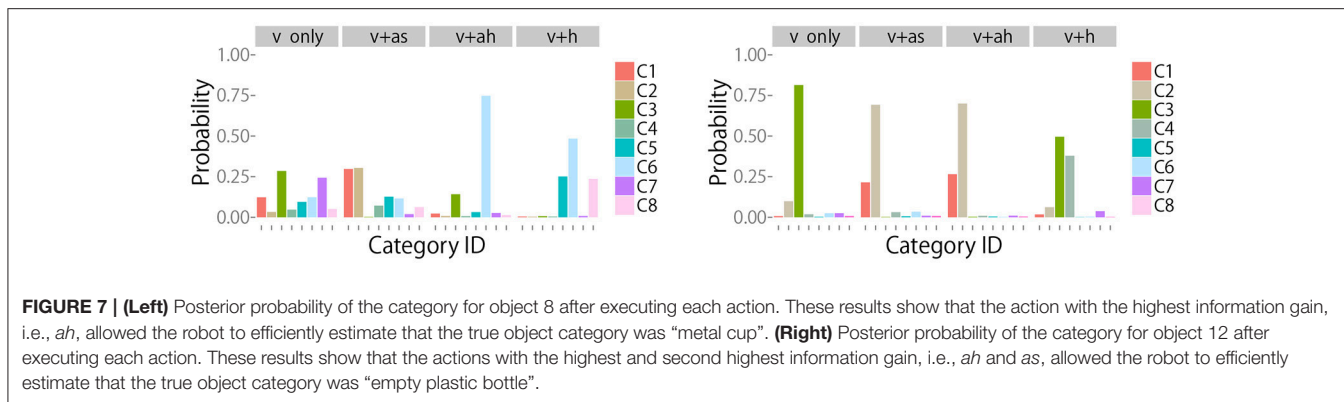 v only v+as v+ah v+h
1.00
0.75
0.50
0.25
0.00
Probability
Category ID
C1
C2
C3
C4
C5
C6
C7
C8
v only v+as v+ah v+h
1.00
0.75
0.50
0.25
0.00
Probability
Category ID
C1
C2
C3
C4
C5
C6
C7
C8
FIGURE 7 | (Left) Posterior probability of the category for object 8 after executing each action. These results show that the action with the highest information gain,
i.e., ah, allowed the robot to efficiently estimate that the true object category was “metal cup”. (Right) Posterior probability of the category for object 12 after
executing each action. These results show that the actions with the highest and second highest information gain, i.e., ah and as, allowed the robot to efficiently
estimate that the true object category was “empty plastic bottle”.